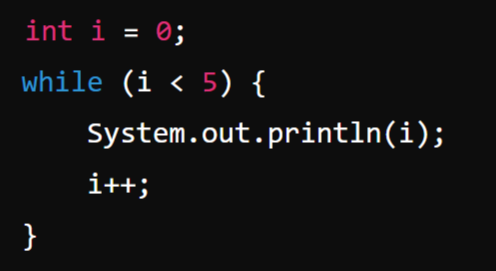 int i = 0;
while (i < 5) {
    System.out.println(i);
    i++;
}